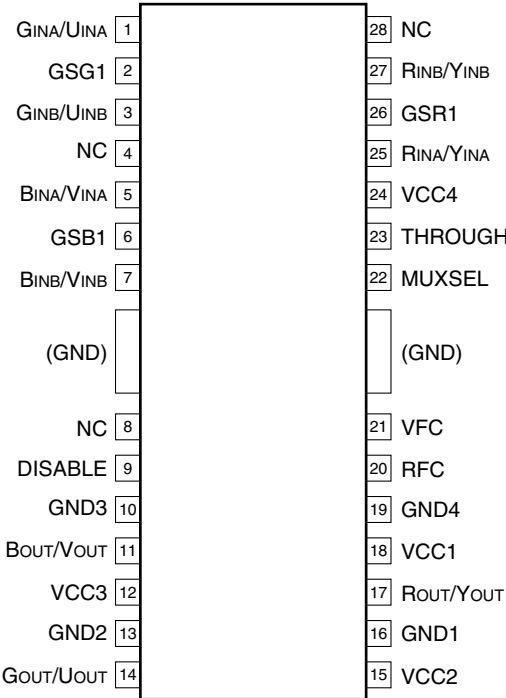 GINA/UINA 1 28 NC
GSG1 2 27 RINB/YINB
GINB/UINB 3 26 GSR1
NC 4 25 RINA/YINA
BINA/VINA 5 24 VCC4
GSB1 6 23 THROUGH
BINB/VINB 7 22 MUXSEL
(GND) (GND)
NC 8 21 VFC
DISABLE 9 20 RFC
GND3 10 19 GND4
BOUT/VOUT 11 18 VCC1
VCC3 12 17 ROUT/YOUT
GND2 13 16 GND1
GOUT/UOUT 14 15 VCC2